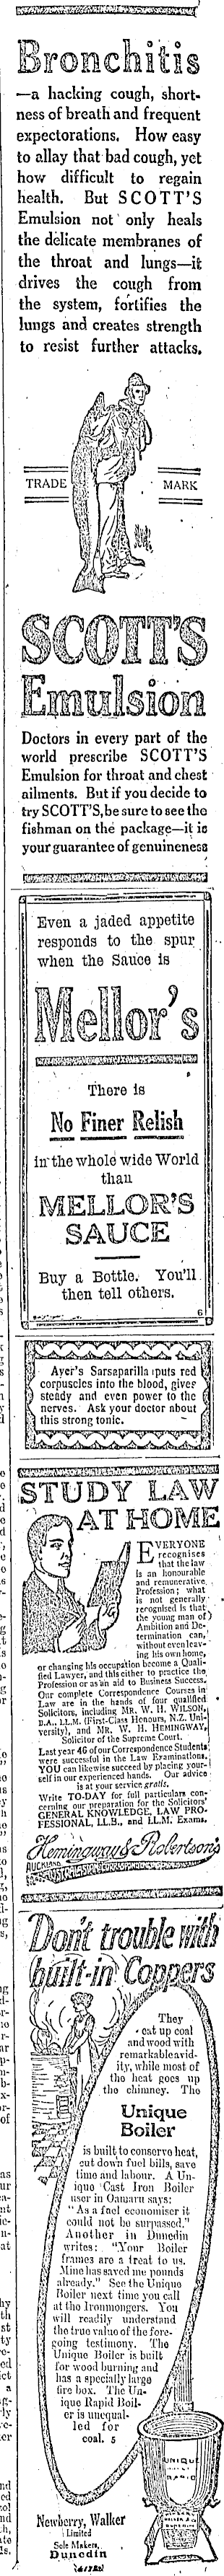 Bronchitis
—a hacking cough, short-
ness of breath and frequent
expectorations. How easy
to allay that bad cough, yet
how difficult to regain
health. But SCOTT'S
Emulsion not only heals
the delicate membranes of
the throat and lungs—it
drives the cough from
the system, fortifies the
lungs and creates strength
to resist further attacks.
TRADE MARK
SCOTT'S
Emulsion
Doctors in every part of the
world prescribe SCOTT'S
Emulsion for throat and chest
ailments. But if you decide to
try SCOTT'S, be sure to see the
fishman on the package—it is
your guarantee of genuineness
Even a jaded appetite
responds to the spur
when the Sauce is
Mellor's
There is
No Finer Relish
in the whole wide World
than
MELLOR'S
SAUCE
Buy a Bottle. You'll
then tell others.
6
Ayer's Sarsaparilla puts red
corpuscles into the blood, gives
steady and even power to the
nerves. Ask your doctor about
this strong tonic.
STUDY LAW
AT HOME
EVERYONE
recognises
that the law
is an honourable
and remunerative
Profession; what
is not generally
recognised is that
the young man of
Ambition and De-
termination can,
without even leav-
ing his own home,
or changing his occupation become a Quali-
fied Lawyer, and this either to practice the
Profession or as an aid to Business Success.
Our complete Correspondence Courses in
Law are in the hands of four qualified
Solicitors, including Mr. W. H. WILSON,
B.A., LL.M. (First-Class Honours, N.Z. Uni-
versity), and Mr. W. H. HEMINGWAY,
Solicitor of the Supreme Court.
Last year 46 of our Correspondence Students
were successful in the Law Examinations.
YOU can likewise succeed by placing your-
self in our experienced hands. Our advice
is at your service gratis.
Write TO-DAY for full particulars con-
cerning our preparation for the Solicitors'
GENERAL KNOWLEDGE, LAW PRO-
FESSIONAL, LL.B., and LL.M. Exams.
Hemingway & Robertson's
AUCKLAND
Don't trouble with
built-in Coppers
They
eat up coal
and wood with
remarkable avid-
ity, while most of
the heat goes up
the chimney. The
Unique
Boiler
is built to conserve heat,
cut down fuel bills, save
time and labour. A Un-
ique Cast Iron Boiler
user in Oamaru says:
"As a fuel economiser it
could not be surpassed."
Another in Dunedin
writes: "Your Boiler
frames are a treat to us.
Mine has saved me pounds
already." See the Unique
Boiler next time you call
at the Ironmongers. You
will readily understand
the true value of the fore-
going testimony. The
Unique Boiler is built
for wood burning and
has a specially large
fire box. The Un-
ique Rapid Boil-
er is unequal-
led for
coal. 5
UNIQUE
RAPID
Newberry, Walker
Limited
Sole Makers,
Dunedin